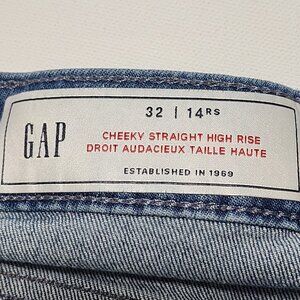 GAP
32 | 14RS
CHEEKY STRAIGHT HIGH RISE
DROIT AUDACIEUX TAILLE HAUTE
ESTABLISHED IN 1969